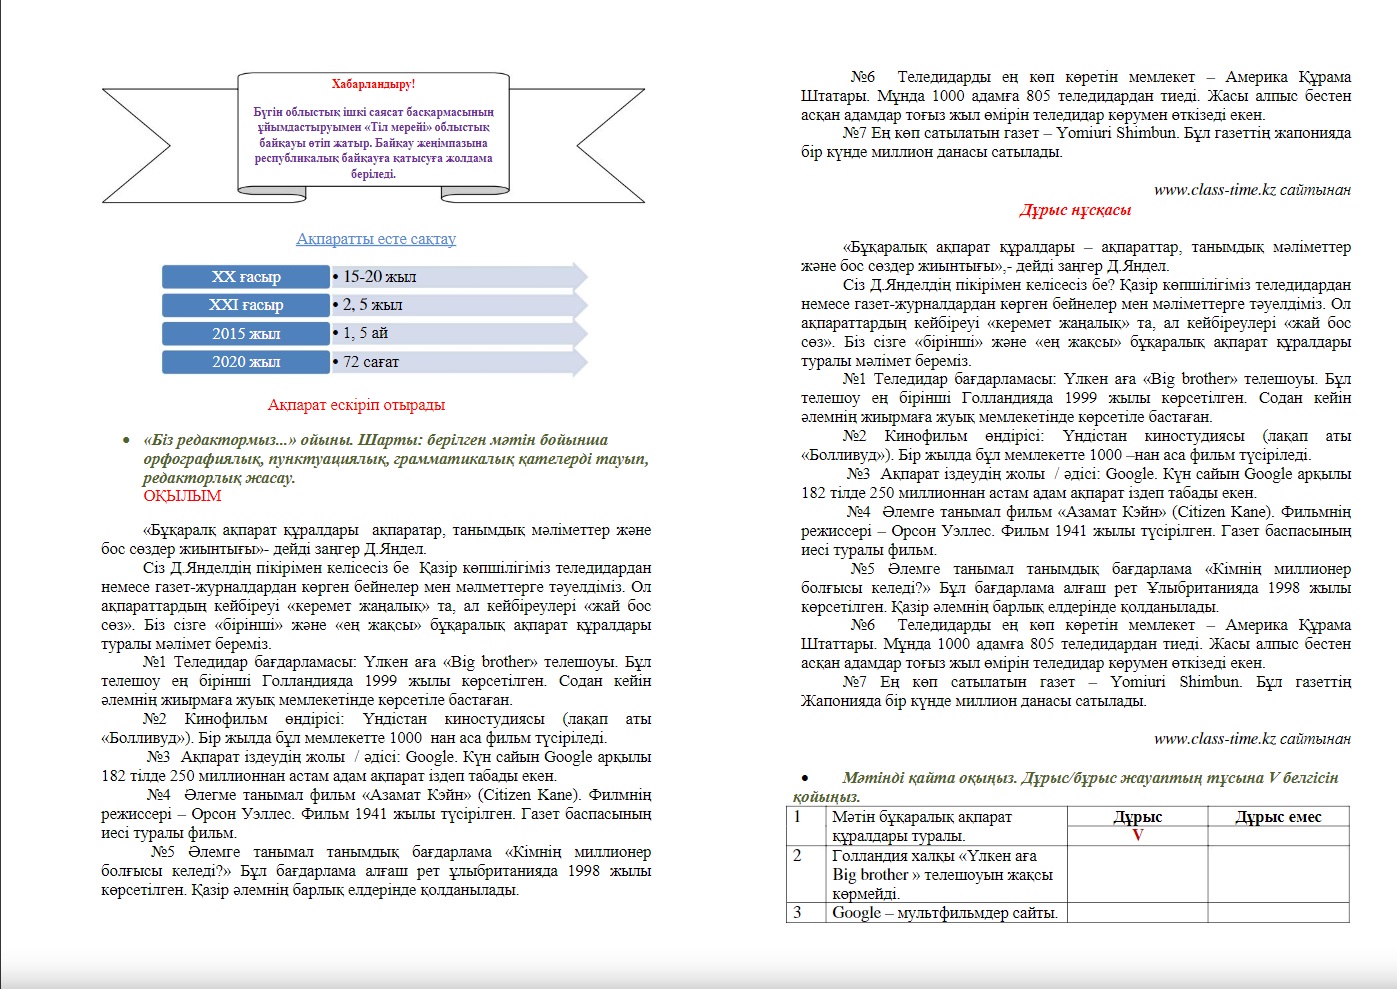 Хабарландыру!
Бүгін облыстық ішкі саясат басқармасының
ұйымдастыруымен «Тіл мерейі» облыстық
байқауы өтіп жатыр. Байқау жеңімпазына
республикалық байқауға қатысуға жолдама
беріледі.
Ақпаратты есте сақтау
XX ғасыр • 15-20 жыл
XXI ғасыр • 2, 5 жыл
2015 жыл • 1, 5 ай
2020 жыл • 72 сағат
Ақпарат ескіріп отырады
• «Біз редактормыз...» ойыны. Шарты: берілген мәтін бойынша
орфографиялық, пунктуациялық, грамматикалық қателерді тауып,
редакторлық жасау.
ОҚЫЛЫМ
«Бұқаралқ ақпарат құралдары ақпаратар, танымдық мәліметтер және
бос сөздер жиынтығы»- дейді заңгер Д.Яндел.
Сіз Д.Янделдің пікірімен келісесіз бе Қазір көпшілігіміз теледидардан
немесе газет-журналдардан көрген бейнелер мен мәлметтерге тәуелдіміз. Ол
ақпараттардың кейбіреуі «керемет жаңалық» та, ал кейбіреулері «жай бос
сөз». Біз сізге «бірінші» және «ең жақсы» бұқаралық ақпарат құралдары
туралы мәлімет береміз.
№1 Теледидар бағдарламасы: Үлкен аға «Big brother» телешоуы. Бұл
телешоу ең бірінші Голландияда 1999 жылы көрсетілген. Содан кейін
әлемнің жиырмаға жуық мемлекетінде көрсетіле бастаған.
№2 Кинофильм өндірісі: Үндістан киностудиясы (лақап аты
«Болливуд»). Бір жылда бұл мемлекетте 1000 нан аса фильм түсіріледі.
№3 Ақпарат іздеудің жолы / әдісі: Google. Күн сайын Google арқылы
182 тілде 250 миллионнан астам адам ақпарат іздеп табады екен.
№4 Әлегме танымал фильм «Азамат Кэйн» (Citizen Kane). Филмнің
режиссері – Орсон Уэллес. Фильм 1941 жылы түсірілген. Газет баспасының
иесі туралы фильм.
№5 Әлемге танымал танымдық бағдарлама «Кімнің миллионер
болғысы келеді?» Бұл бағдарлама алғаш рет ұлыбританияда 1998 жылы
көрсетілген. Қазір әлемнің барлық елдерінде қолданылады.
№6 Теледидарды ең көп көретін мемлекет – Америка Құрама
Штатары. Мұнда 1000 адамға 805 теледидардан тиеді. Жасы алпыс бестен
асқан адамдар тоғыз жыл өмірін теледидар көрумен өткізеді екен.
№7 Ең көп сатылатын газет – Yomiuri Shimbun. Бұл газеттің жапонияда
бір күнде миллион данасы сатылады.
www.class-time.kz сайтынан
Дұрыс нұсқасы
«Бұқаралық ақпарат құралдары – ақпараттар, танымдық мәліметтер
және бос сөздер жиынтығы»,- дейді заңгер Д.Яндел.
Сіз Д.Янделдің пікірімен келісесіз бе? Қазір көпшілігіміз теледидардан
немесе газет-журналдардан көрген бейнелер мен мәліметтерге тәуелдіміз. Ол
ақпараттардың кейбіреуі «керемет жаңалық» та, ал кейбіреулері «жай бос
сөз». Біз сізге «бірінші» және «ең жақсы» бұқаралық ақпарат құралдары
туралы мәлімет береміз.
№1 Теледидар бағдарламасы: Үлкен аға «Big brother» телешоуы. Бұл
телешоу ең бірінші Голландияда 1999 жылы көрсетілген. Содан кейін
әлемнің жиырмаға жуық мемлекетінде көрсетіле бастаған.
№2 Кинофильм өндірісі: Үндістан киностудиясы (лақап аты
«Болливуд»). Бір жылда бұл мемлекетте 1000 –нан аса фильм түсіріледі.
№3 Ақпарат іздеудің жолы / әдісі: Google. Күн сайын Google арқылы
182 тілде 250 миллионнан астам адам ақпарат іздеп табады екен.
№4 Әлемге танымал фильм «Азамат Кэйн» (Citizen Kane). Фильмнің
режиссері – Орсон Уэллес. Фильм 1941 жылы түсірілген. Газет баспасының
иесі туралы фильм.
№5 Әлемге танымал танымдық бағдарлама «Кімнің миллионер
болғысы келеді?» Бұл бағдарлама алғаш рет Ұлыбританияда 1998 жылы
көрсетілген. Қазір әлемнің барлық елдерінде қолданылады.
№6 Теледидарды ең көп көретін мемлекет – Америка Құрама
Штаттары. Мұнда 1000 адамға 805 теледидардан тиеді. Жасы алпыс бестен
асқан адамдар тоғыз жыл өмірін теледидар көрумен өткізеді екен.
№7 Ең көп сатылатын газет – Yomiuri Shimbun. Бұл газеттің
Жапонияда бір күнде миллион данасы сатылады.
www.class-time.kz сайтынан
• Мәтінді қайта оқыңыз. Дұрыс/бұрыс жауаптың тұсына V белгісін
қойыңыз.
1 Мәтін бұқаралық ақпарат Дұрыс Дұрыс емес
құралдары туралы. V
2 Голландия халқы «Үлкен аға
Big brother » телешоуын жақсы
көрмейді.
3 Google – мультфильмдер сайты.